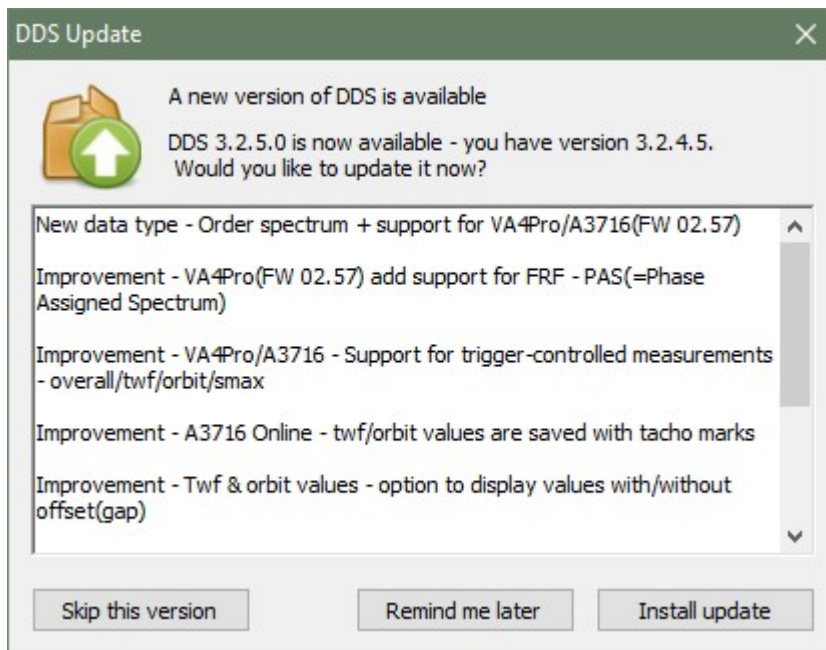 DDS Update
A new version of DDS is available
DDS 3.2.5.0 is now available - you have version 3.2.4.5.
Would you like to update it now?
New data type - Order spectrum + support for VA4Pro/A3716(FW 02.57)
Improvement - VA4Pro(FW 02.57) add support for FRF - PAS(=Phase
Assigned Spectrum)
Improvement - VA4Pro/A3716 - Support for trigger-controlled measurements
- overall/twf/orbit/smax
Improvement - A3716 Online - twf/orbit values are saved with tacho marks
Improvement - Twf & orbit values - option to display values with/without
offset(gap)
Skip this version
Remind me later
Install update